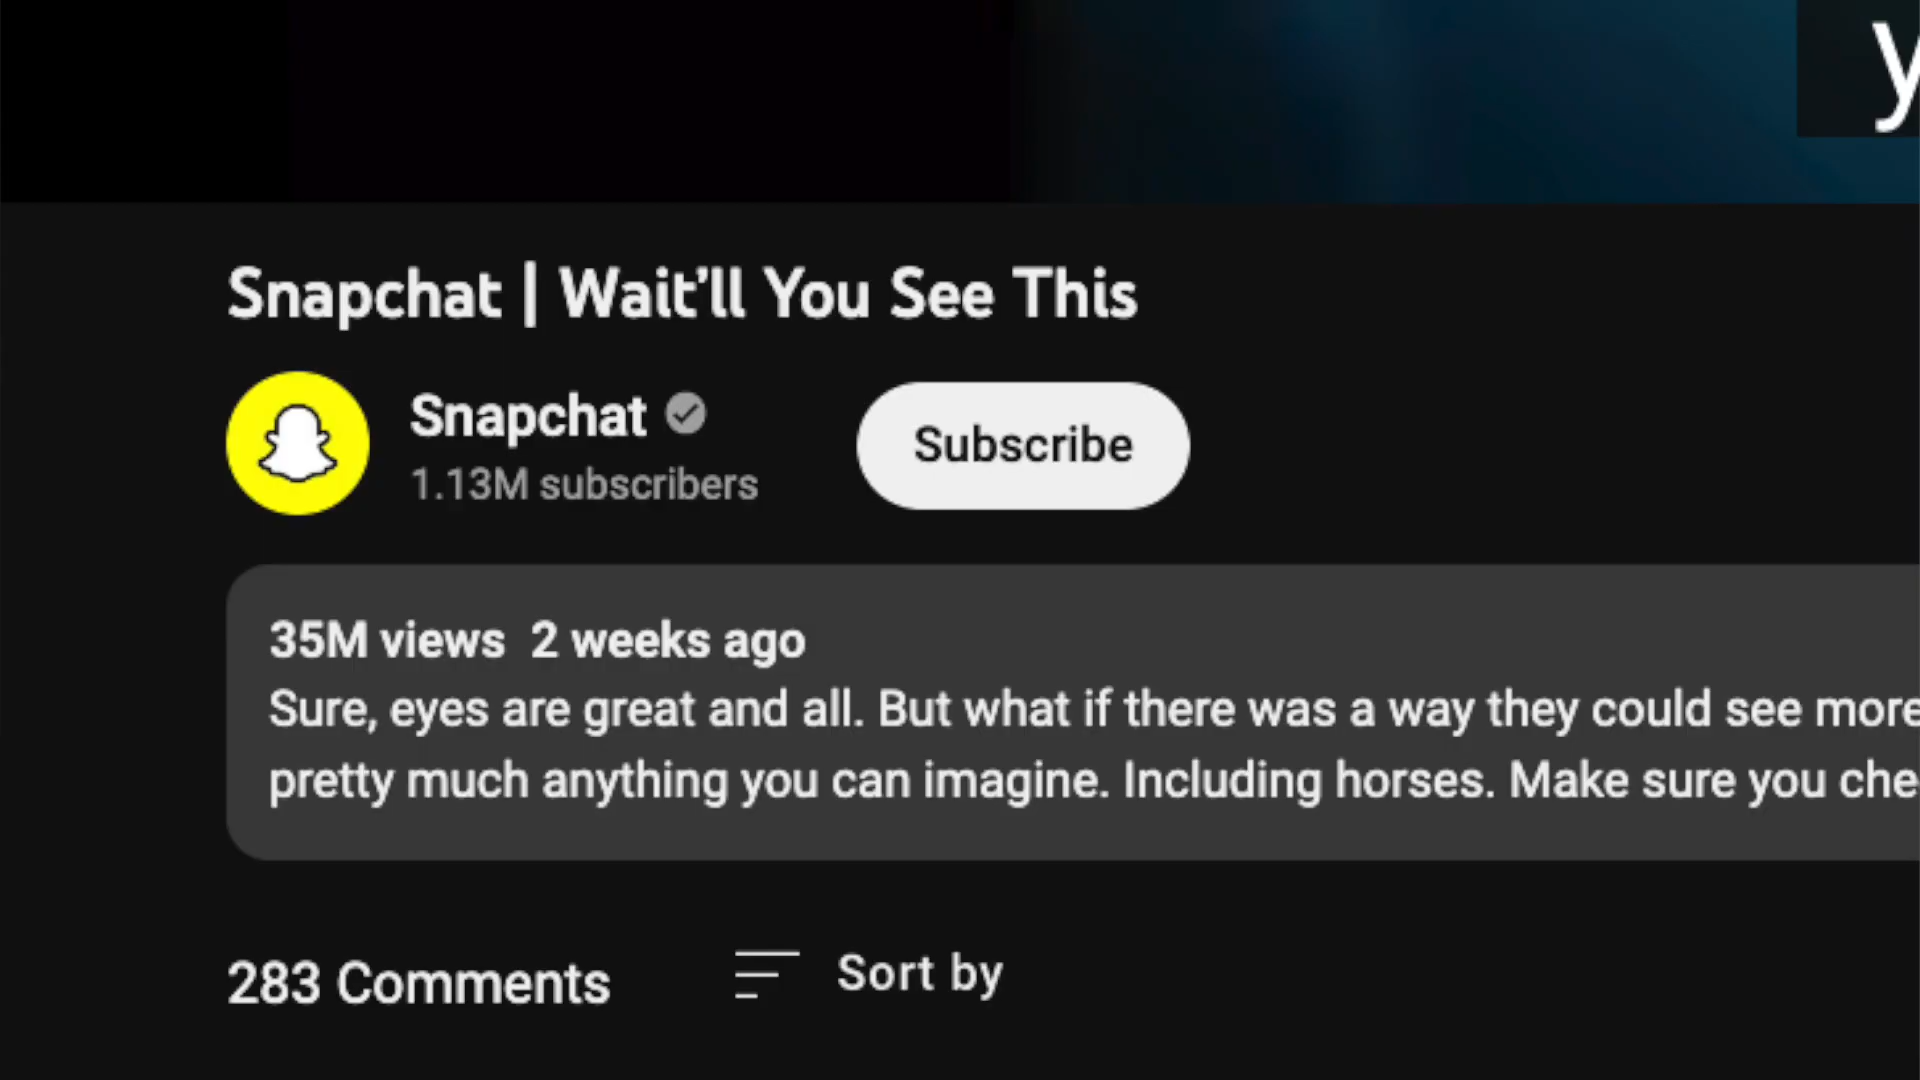 y
Snapchat | Wait'll You See This
Snapchat
1.13M subscribers
Subscribe
35M views 2 weeks ago
Sure, eyes are great and all. But what if there was a way they could see more
pretty much anything you can imagine. Including horses. Make sure you che
283 Comments
Sort by